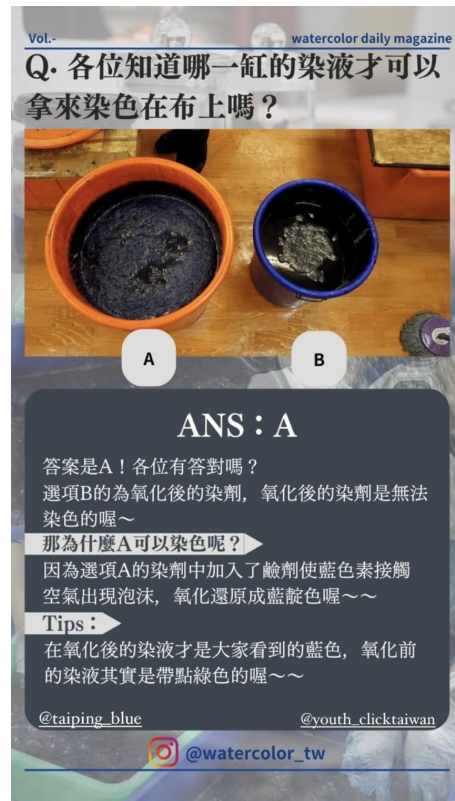 Vol.-
watercolor daily magazine
Q. 各位知道哪一缸的染液才可以
拿來染色在布上嗎？
A
B
ANS：A
答案是A！各位有答對嗎？
選項B的為氧化後的染劑，氧化後的染劑是無法
染色的喔～
那為什麼A可以染色呢？
因為選項A的染劑中加入了鹼劑使藍色素接觸
空氣出現泡沫，氧化還原成藍靛色喔～～
Tips：
在氧化後的染液才是大家看到的藍色，氧化前
的染液其實是帶點綠色的喔～～
@taiping_blue
@youth_clicktaiwan
@watercolor_tw